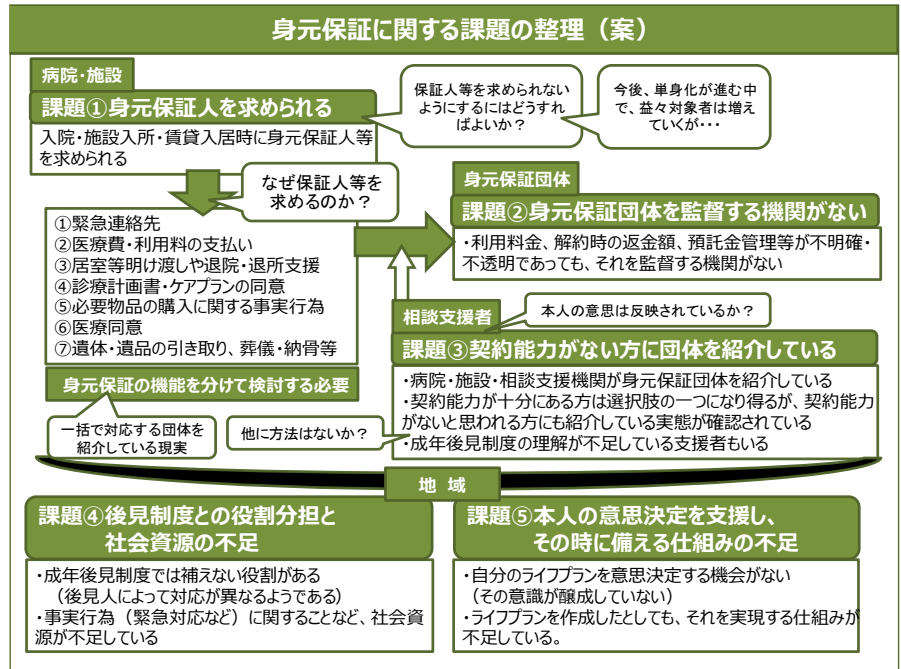 身元保証に関する課題の整理（案）
病院・施設
課題①身元保証人を求められる
入院・施設入所・賃貸入居時に身元保証人等
を求められる
保証人等を求められない
ようにするにはどうすれ
ばよいか？
今後、単身化が進む中
で、益々対象者は増え
ていくが・・・
なぜ保証人等を
求めるのか？
①緊急連絡先
②医療費・利用料の支払い
③居室等明け渡しや退院・退所支援
④診療計画書・ケアプランの同意
⑤必要物品の購入に関する事実行為
⑥医療同意
⑦遺体・遺品の引き取り、葬儀・納骨等
身元保証の機能を分けて検討する必要
一括で対応する団体を
紹介している現実
身元保証団体
課題②身元保証団体を監督する機関がない
・利用料金、解約時の返金額、預託金管理等が不明確・
不透明であっても、それを監督する機関がない
相談支援者
本人の意思は反映されているか？
課題③契約能力がない方に団体を紹介している
・病院・施設・相談支援機関が身元保証団体を紹介している
・契約能力が十分にある方は選択肢の一つになり得るが、契約能力
がないと思われる方にも紹介している実態が確認されている
・成年後見制度の理解が不足している支援者もいる
他に方法はないか？
地 域
課題④後見制度との役割分担と
社会資源の不足
・成年後見制度では補えない役割がある
（後見人によって対応が異なるようである）
・事実行為（緊急対応など）に関することなど、社会資
源が不足している
課題⑤本人の意思決定を支援し、
その時に備える仕組みの不足
・自分のライフプランを意思決定する機会がない
（その意識が醸成していない）
・ライフプランを作成したとしても、それを実現する仕組みが
不足している。